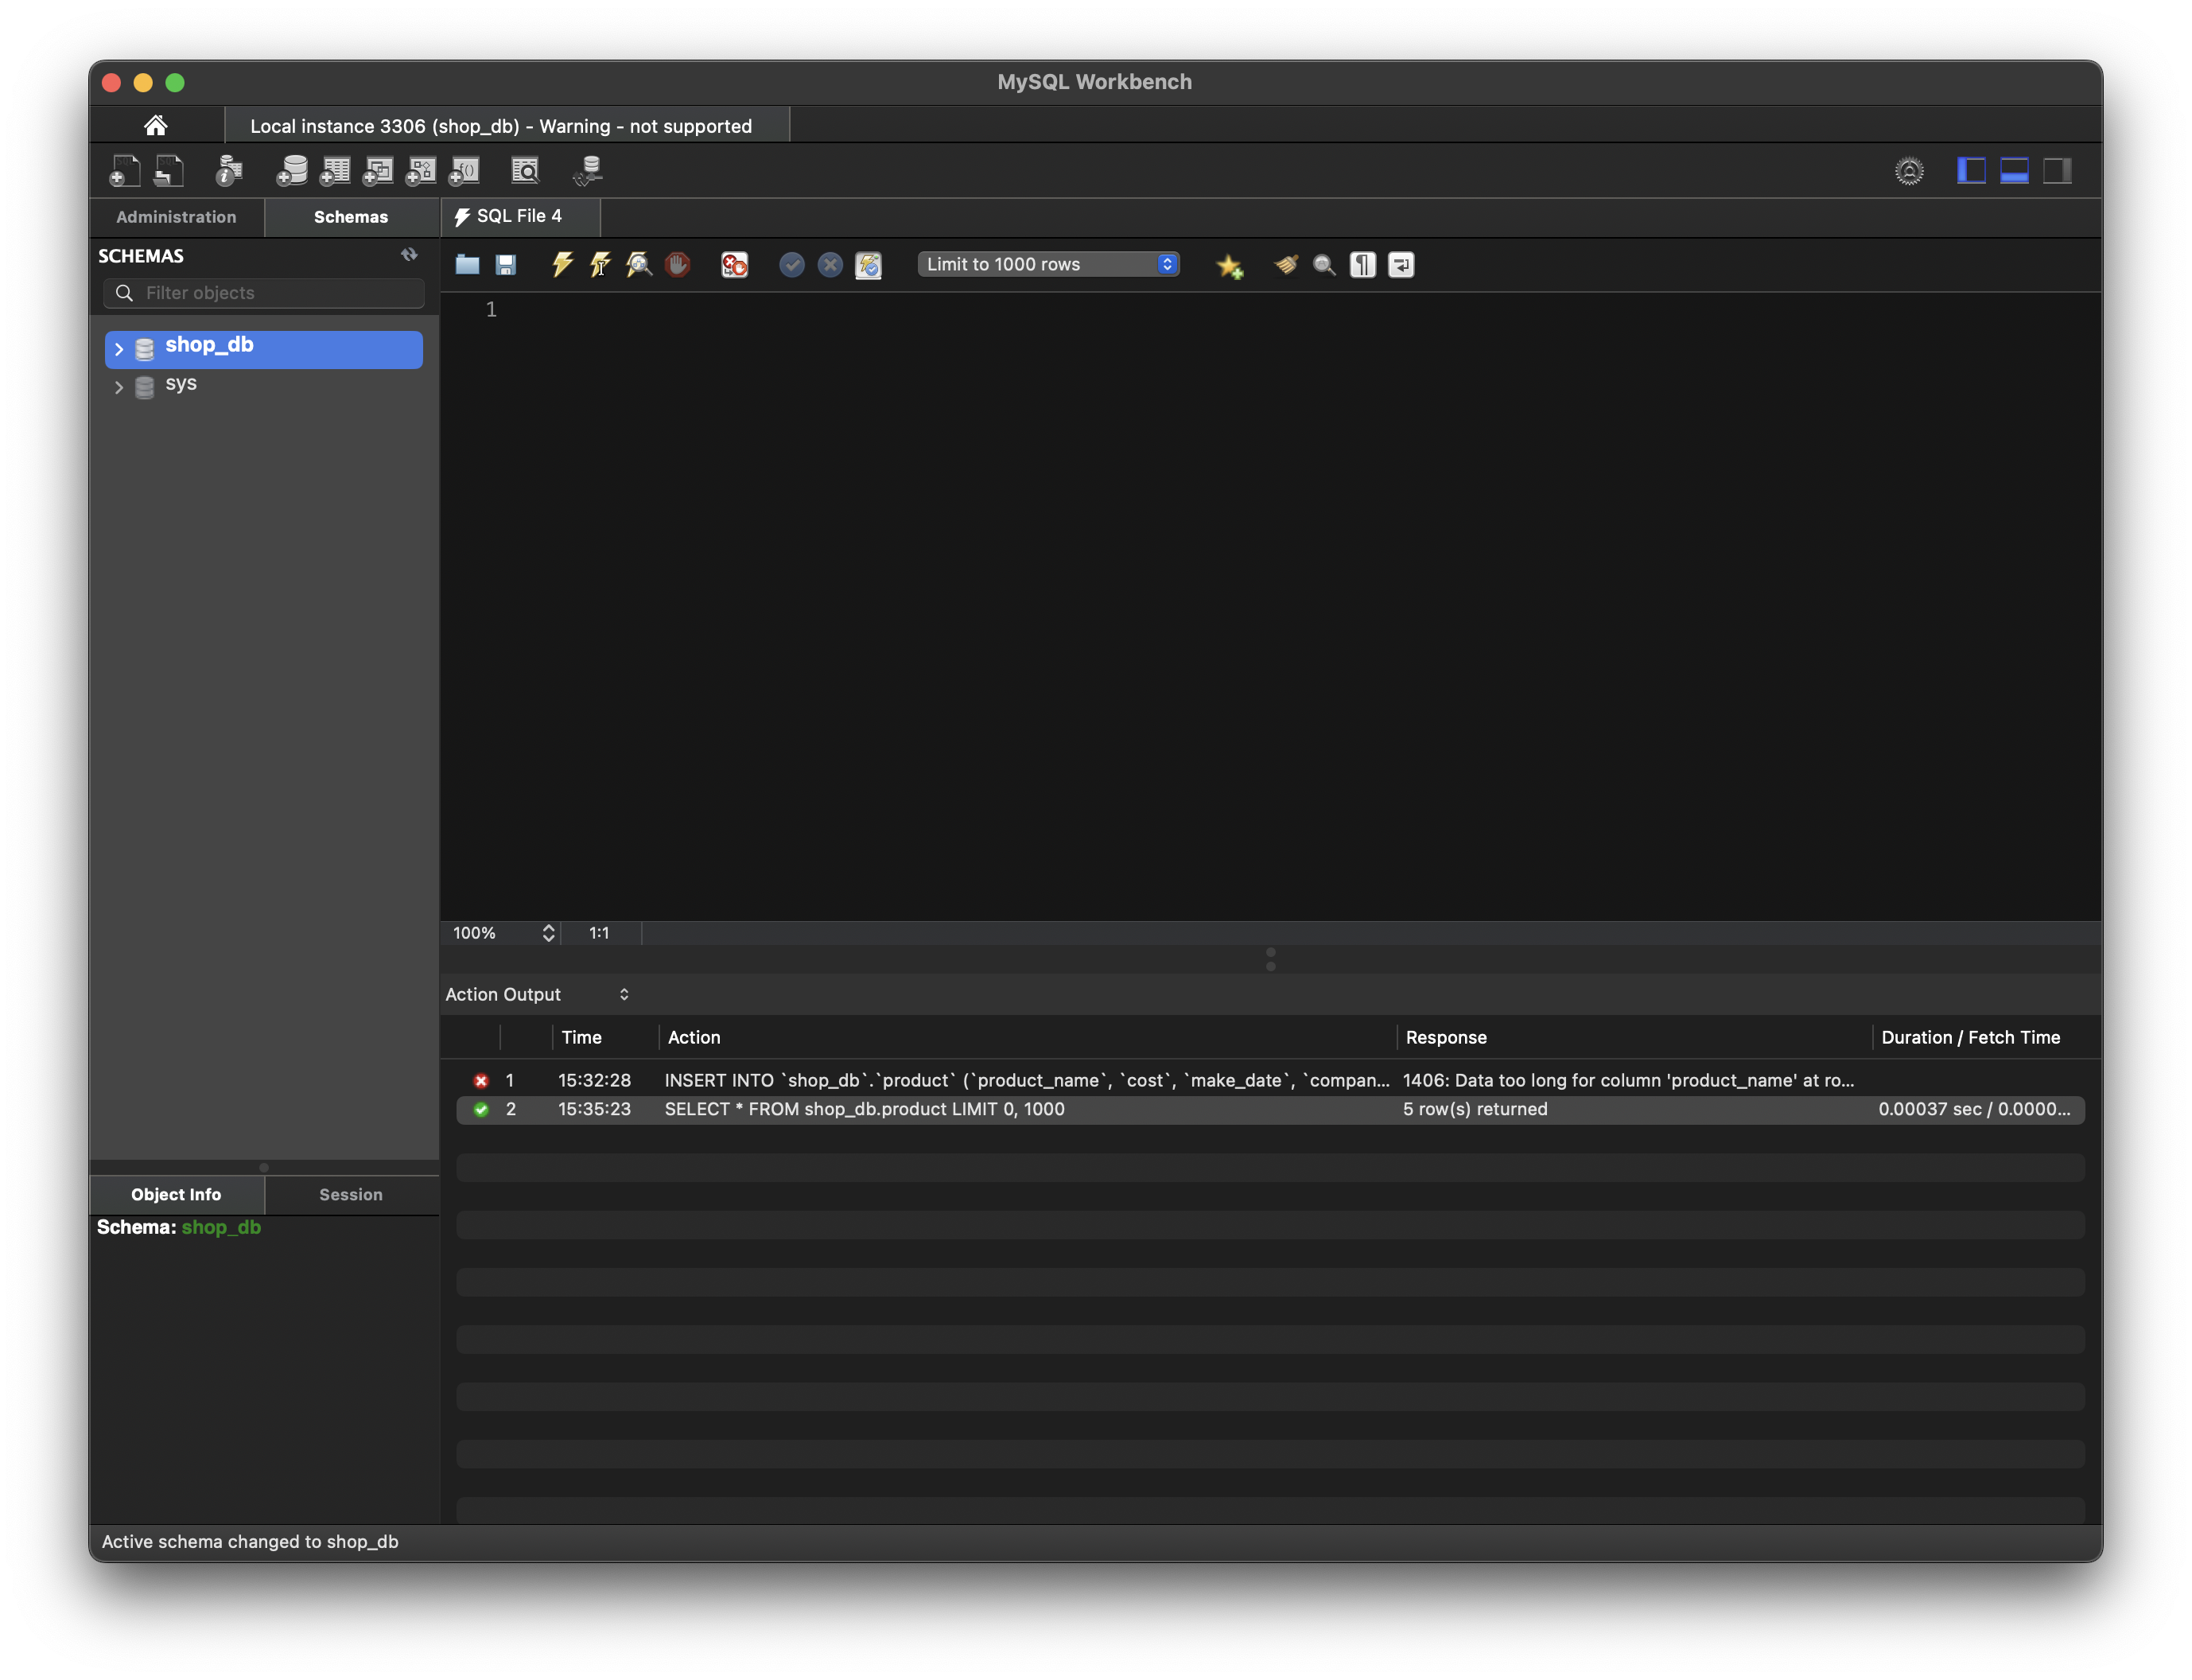 MySQL Workbench
Local instance 3306 (shop_db) - Warning - not supported
Administration
Schemas
SQL File 4
SCHEMAS
Filter objects
Limit to 1000 rows
1
shop_db
sys
100%
1:1
Action Output
Time
Action
Response
Duration / Fetch Time
1 15:32:28 INSERT INTO `shop_db`.`product` (`product_name`, `cost`, `make_date`, `compan... 1406: Data too long for column 'product_name' at ro...
2 15:35:23 SELECT * FROM shop_db.product LIMIT 0, 1000 5 row(s) returned 0.00037 sec / 0.0000...
Object Info
Session
Schema: shop_db
Active schema changed to shop_db